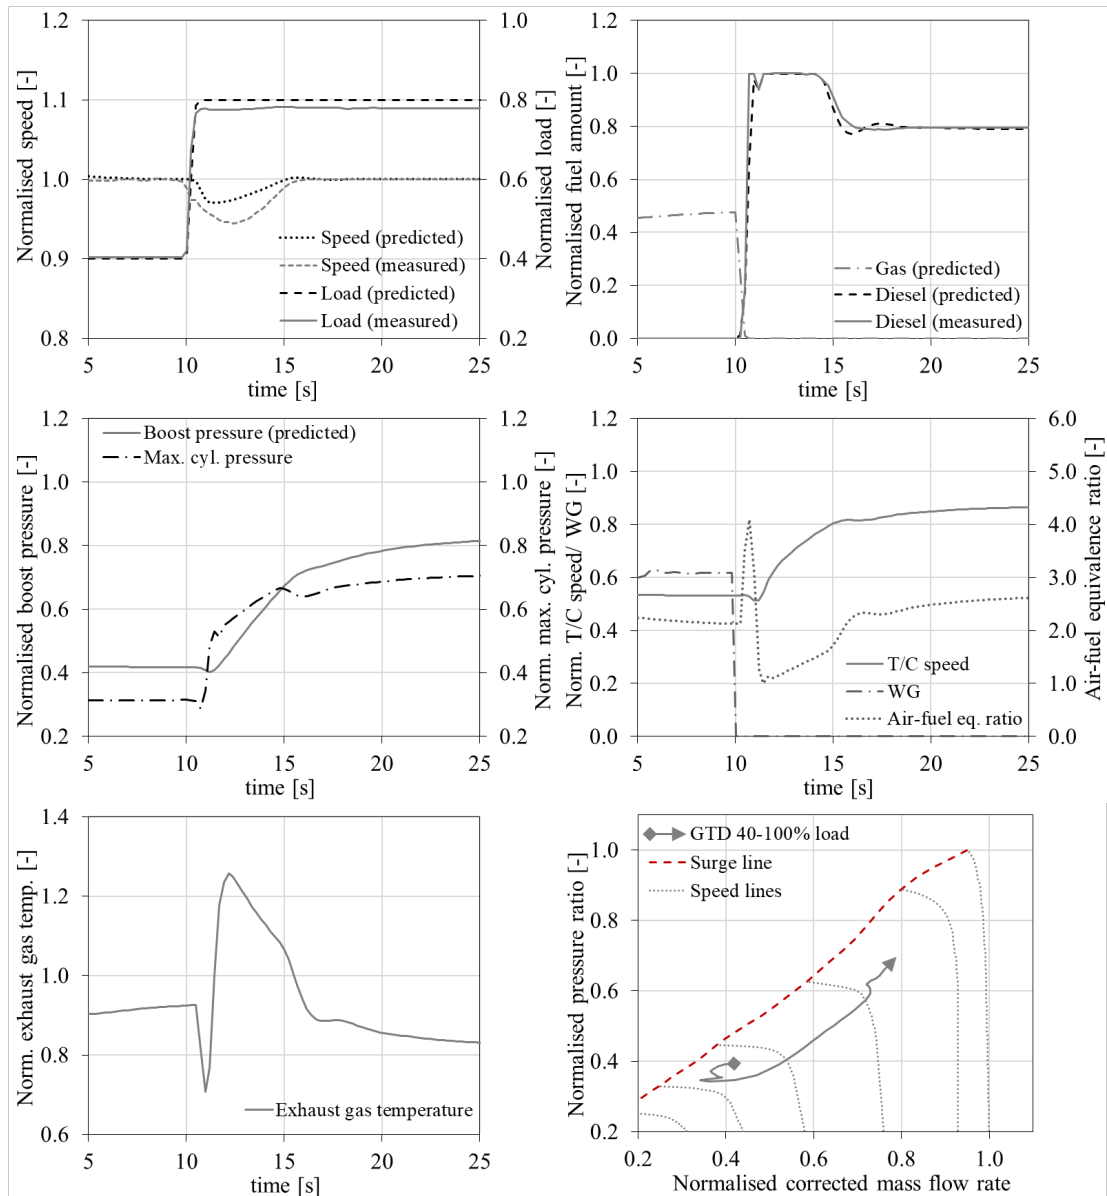 1.2
1.1
1.0
0.9
0.8
Normalised speed [-]
1.0
0.8
0.6
0.4
0.2
Normalised load [-]
Speed (predicted)
Speed (measured)
Load (predicted)
Load (measured)
5 10 15 20 25
time [s]
1.2
1.0
0.8
0.6
0.4
0.2
0.0
Normalised fuel amount [-]
Gas (predicted)
Diesel (predicted)
Diesel (measured)
5 10 15 20 25
time [s]
1.2
1.0
0.8
0.6
0.4
0.2
Normalised boost pressure [-]
Boost pressure (predicted)
Max. cyl. pressure
1.2
1.0
0.8
0.6
0.4
0.2
Norm. max. cyl. pressure [-]
5 10 15 20 25
time [s]
1.2
1.0
0.8
0.6
0.4
0.2
0.0
Norm. T/C speed/ WG [-]
6.0
5.0
4.0
3.0
2.0
1.0
0.0
Air-fuel equivalence ratio [-]
T/C speed
WG
Air-fuel eq. ratio
5 10 15 20 25
time [s]
1.4
1.2
1.0
0.8
0.6
Norm. exhaust gas temp. [-]
Exhaust gas temperature
5 10 15 20 25
time [s]
GTD 40-100% load
Surge line
Speed lines
1.0
0.8
0.6
0.4
0.2
Normalised pressure ratio [-]
0.2 0.4 0.6 0.8 1.0
Normalised corrected mass flow rate